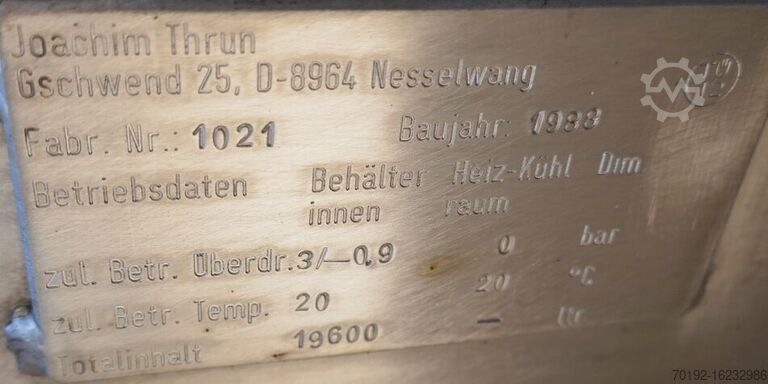 Joachim Thrun
Gschwend 25, D-8964 Nesselwang
Fabr. Nr.: 1021 Baujahr: 1988
Betriebsdaten Behälter Heiz-Kühl Dim
innen raum
zul. Betr. Überdr. 3/–0,9 0 bar
zul. Betr. Temp. 20 20 °C
Totalinhalt 19600 – ltr
70192-16232986